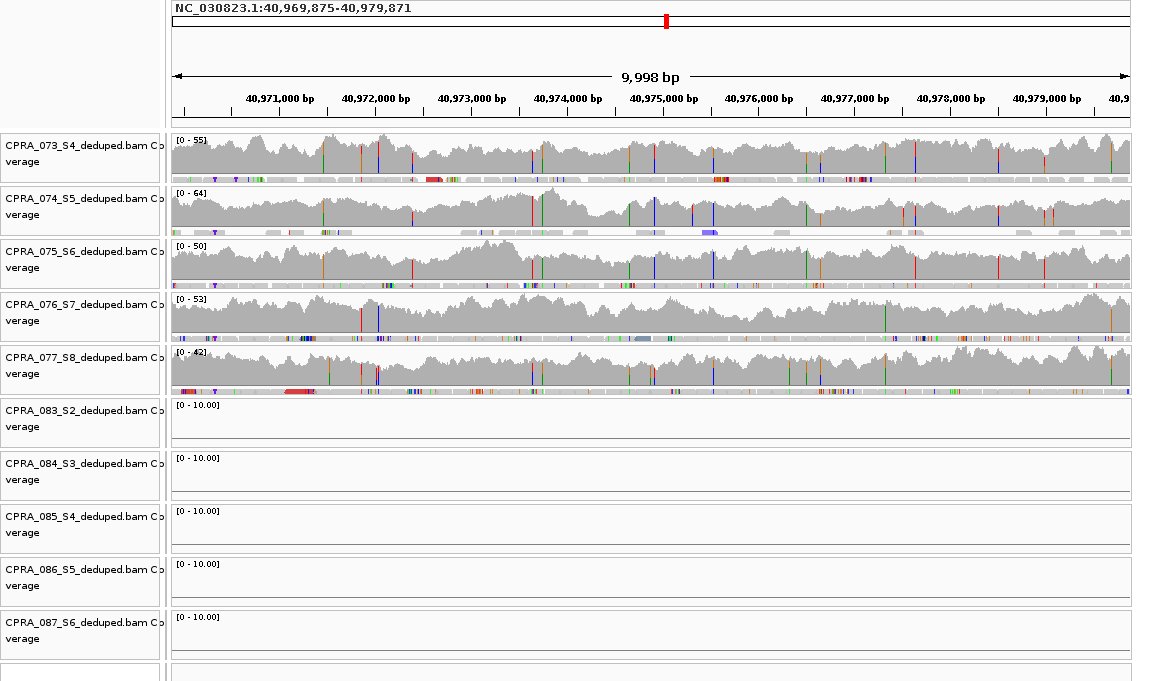 NC_030823.1:40,969,875-40,979,871
9,998 bp
40,971,000 bp 40,972,000 bp 40,973,000 bp 40,974,000 bp 40,975,000 bp 40,976,000 bp 40,977,000 bp 40,978,000 bp 40,979,000 bp 40,9
CPRA_073_S4_deduped.bam Co
verage
[0 - 55]
CPRA_074_S5_deduped.bam Co
verage
[0 - 64]
CPRA_075_S6_deduped.bam Co
verage
[0 - 50]
CPRA_076_S7_deduped.bam Co
verage
[0 - 53]
CPRA_077_S8_deduped.bam Co
verage
[0 - 42]
CPRA_083_S2_deduped.bam Co
verage
[0 - 10.00]
CPRA_084_S3_deduped.bam Co
verage
[0 - 10.00]
CPRA_085_S4_deduped.bam Co
verage
[0 - 10.00]
CPRA_086_S5_deduped.bam Co
verage
[0 - 10.00]
CPRA_087_S6_deduped.bam Co
verage
[0 - 10.00]